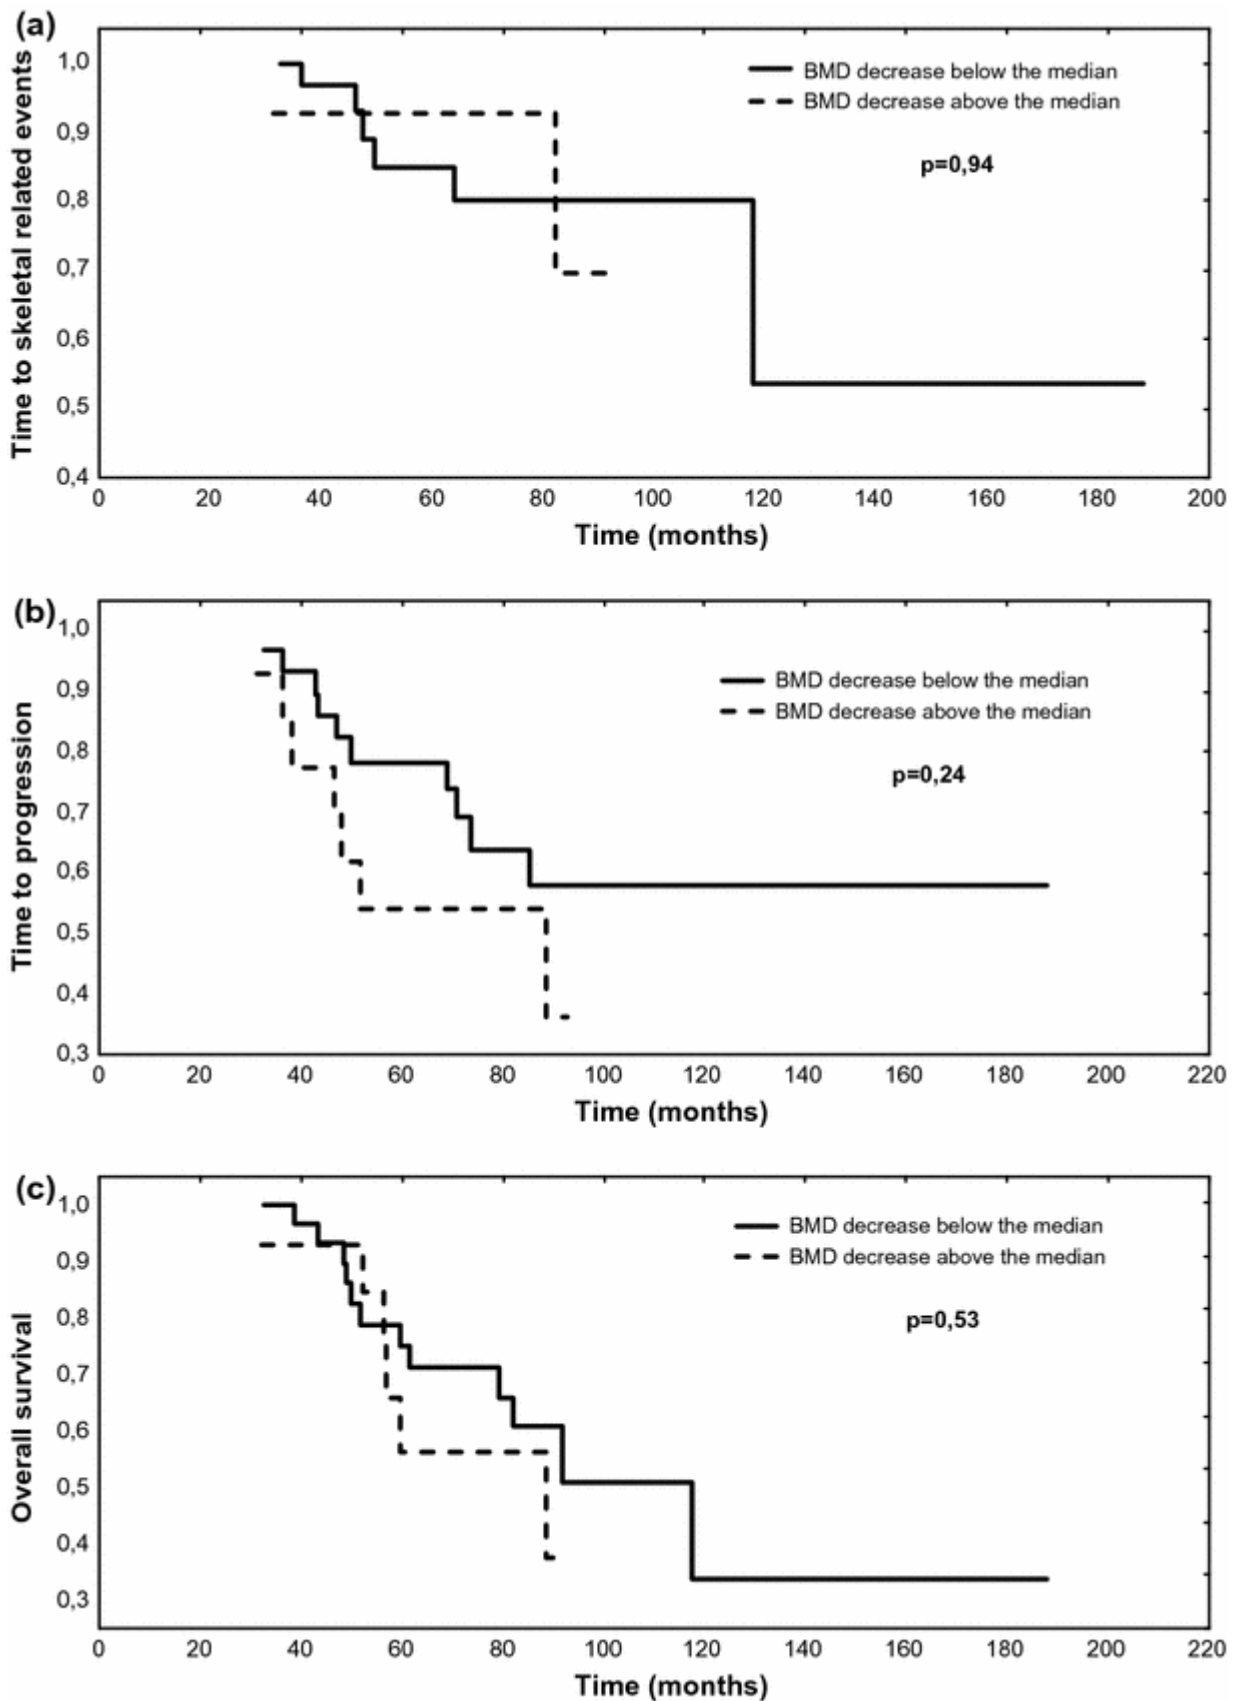 (a)
Time to skeletal related events
1,0
0,9
0,8
0,7
0,6
0,5
0,4
BMD decrease below the median
BMD decrease above the median
p=0,94
0 20 40 60 80 100 120 140 160 180 200
Time (months)
(b)
Time to progression
1,0
0,9
0,8
0,7
0,6
0,5
0,4
0,3
BMD decrease below the median
BMD decrease above the median
p=0,24
0 20 40 60 80 100 120 140 160 180 200 220
Time (months)
(c)
Overall survival
1,0
0,9
0,8
0,7
0,6
0,5
0,4
0,3
BMD decrease below the median
BMD decrease above the median
p=0,53
0 20 40 60 80 100 120 140 160 180 200 220
Time (months)